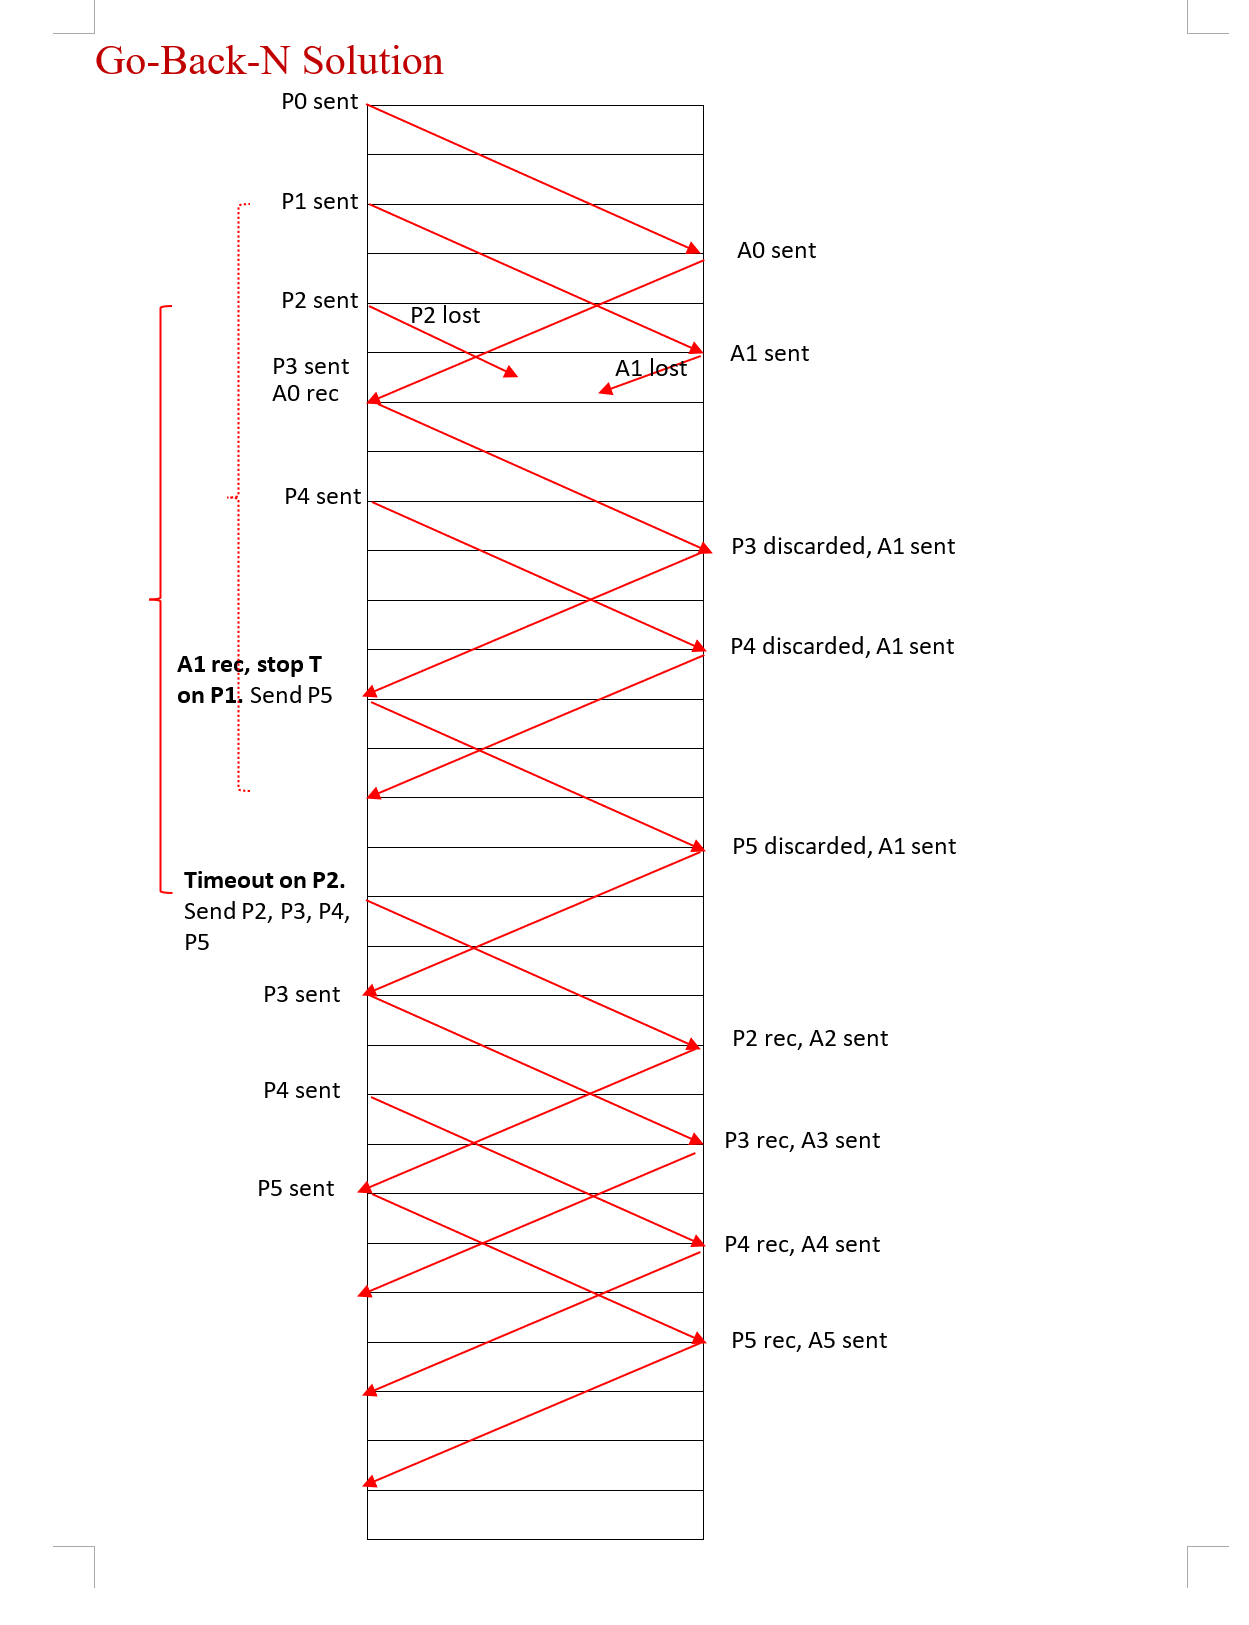 Go-Back-N Solution
P0 sent
P1 sent
A0 sent
P2 sent
P2 lost
A1 sent
P3 sent
A1 lost
A0 rec
P4 sent
P3 discarded, A1 sent
P4 discarded, A1 sent
A1 rec, stop T
on P1. Send P5
P5 discarded, A1 sent
Timeout on P2.
Send P2, P3, P4,
P5
P3 sent
P2 rec, A2 sent
P4 sent
P3 rec, A3 sent
P5 sent
P4 rec, A4 sent
P5 rec, A5 sent